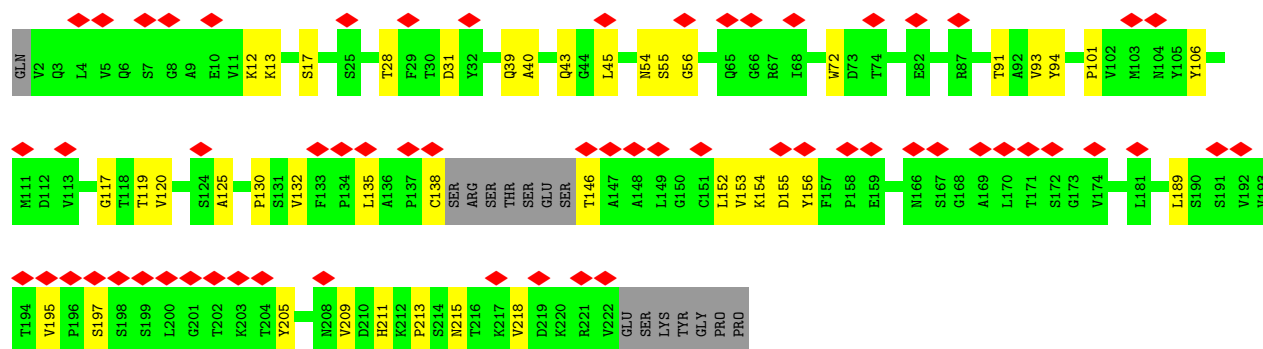 GLN V2 Q3 L4 V5 Q6 S7 G8 A9 E10 V11 K12 K13 S17 S25 T28 F29 T30 D31 Y32 Q39 A40 Q43 G44 L45 N54 S55 G56 Q65 G66 R67 I68 W72 D73 T74 E82 R87 T91 A92 V93 Y94 P101 V102 M103 N104 Y105 Y106
M111 D112 V113 G117 T118 T119 V120 S124 A125 P130 S131 V132 F133 P134 L135 A136 P137 C138 SER ARG SER THR SER GLU SER T146 A147 A148 L149 G150 C151 L152 V153 K154 D155 Y156 F157 P158 E159 N166 S167 G168 A169 L170 T171 S172 G173 V174 L181 L189 S190 S191 V192 V193
T194 V195 P196 S197 S198 S199 L200 G201 T202 K203 T204 Y205 N208 V209 D210 H211 K212 P213 S214 N215 T216 K217 V218 D219 K220 R221 V222 GLU SER LYS TYR GLY PRO PRO